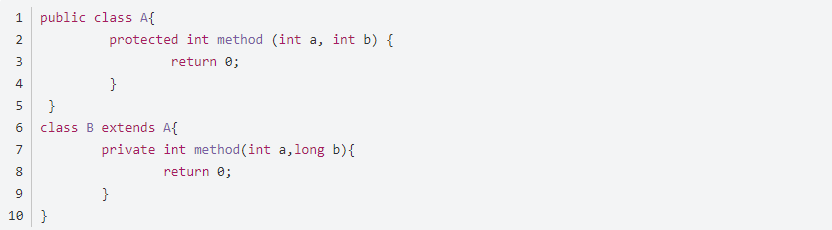 1 public class A{
2         protected int method (int a, int b) {
3                 return 0;
4         }
5  }
6 class B extends A{
7        private int method(int a,long b){
8                return 0;
9        }
10 }